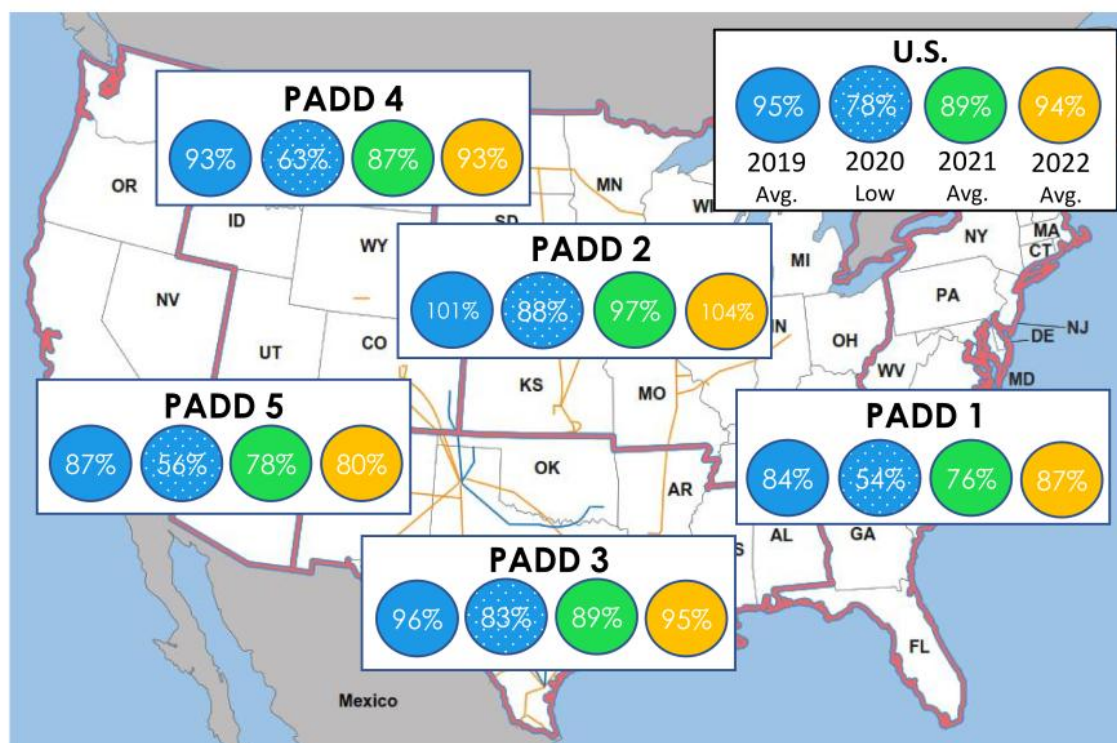 U.S.
95% 78% 89% 94%
2019 2020 2021 2022
Avg. Low Avg. Avg.
PADD 4
93% 63% 87% 93%
OR
ID
WY
SD
MN
WI
MI
NY
MA
CT
PA
NJ
DE
MD
PADD 2
101% 88% 97% 104%
NV
UT
CO
KS
MO
IN
OH
WV
PADD 5
87% 56% 78% 80%
PADD 1
84% 54% 76% 87%
OK
AR
AL
GA
PADD 3
96% 83% 89% 95%
FL
Mexico